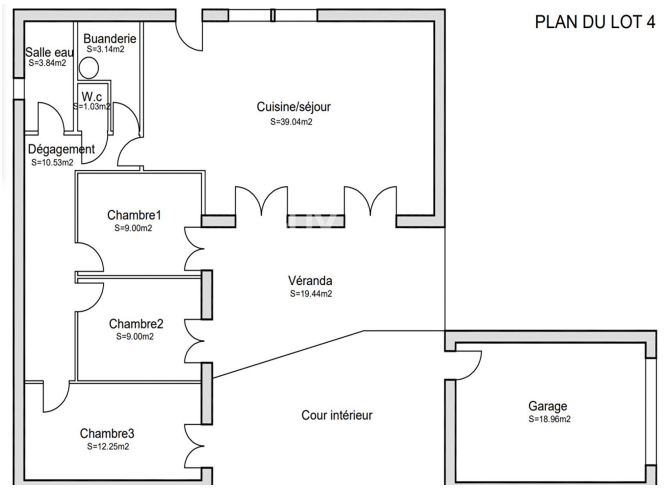 PLAN DU LOT 4
Salle eau
S=3.84m2
Buanderie
S=3.14m2
W.c
S=1.03m2
Cuisine/séjour
S=39.04m2
Dégagement
S=10.53m2
Chambre1
S=9.00m2
Véranda
S=19.44m2
Chambre2
S=9.00m2
Cour intérieur
Garage
S=18.96m2
Chambre3
S=12.25m2